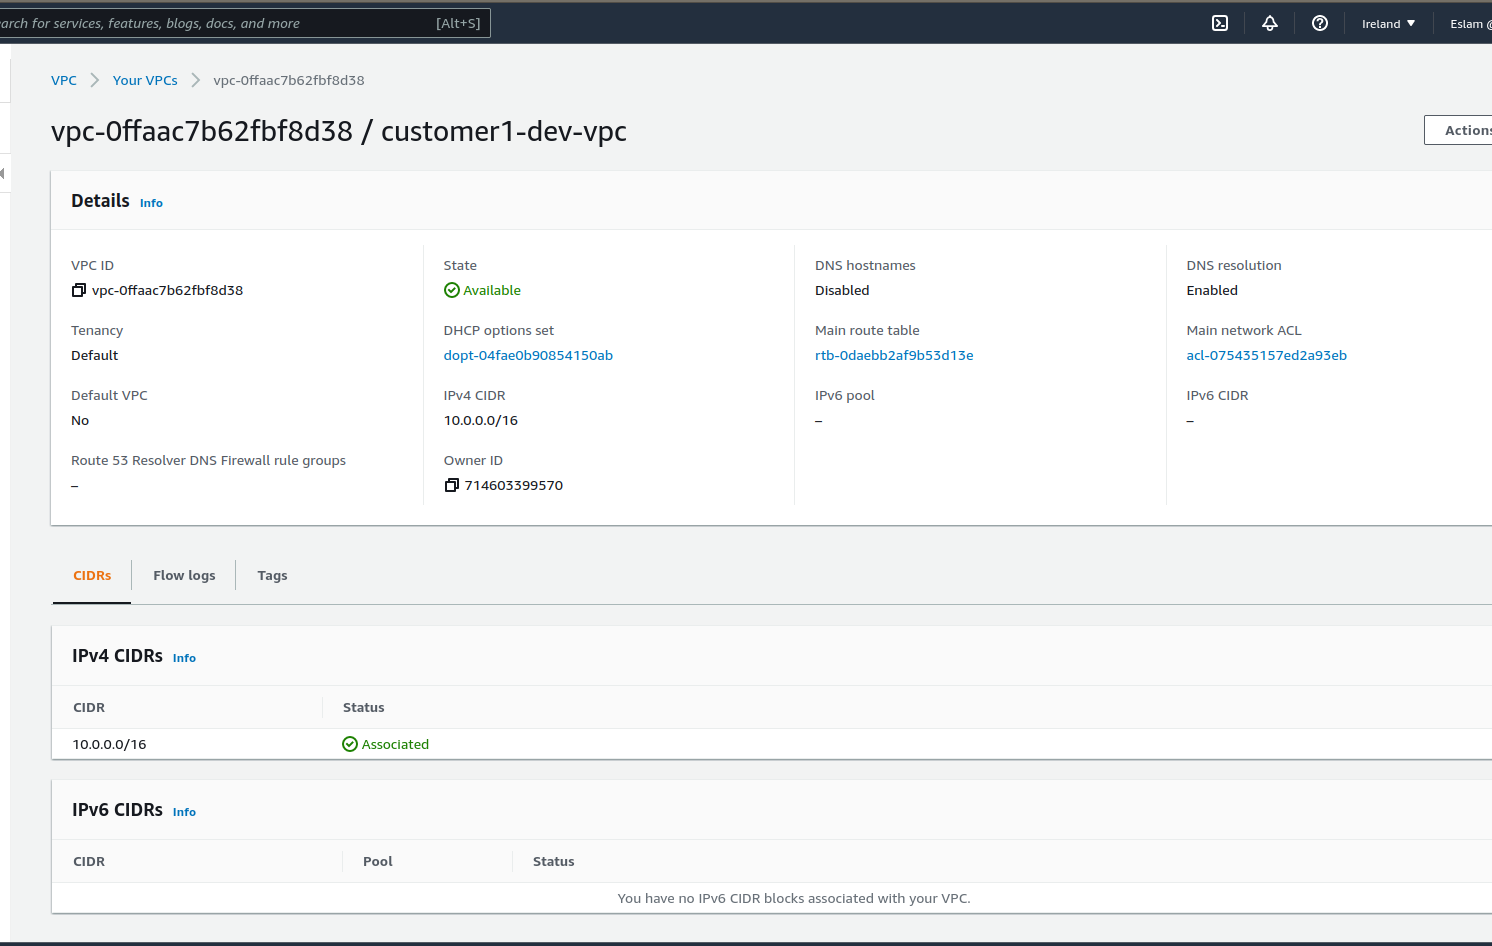 arch for services, features, blogs, docs, and more [Alt+S] Ireland Eslam @
VPC Your VPCs vpc-0ffaac7b62fbf8d38
vpc-0ffaac7b62fbf8d38 / customer1-dev-vpc Actions
Details Info
VPC ID State DNS hostnames DNS resolution
vpc-0ffaac7b62fbf8d38 Available Disabled Enabled
Tenancy DHCP options set Main route table Main network ACL
Default dopt-04fae0b90854150ab rtb-0daebb2af9b53d13e acl-075435157ed2a93eb
Default VPC IPv4 CIDR IPv6 pool IPv6 CIDR
No 10.0.0.0/16 – –
Route 53 Resolver DNS Firewall rule groups Owner ID
– 714603399570
CIDRs Flow logs Tags
IPv4 CIDRs Info
CIDR Status
10.0.0.0/16 Associated
IPv6 CIDRs Info
CIDR Pool Status
You have no IPv6 CIDR blocks associated with your VPC.